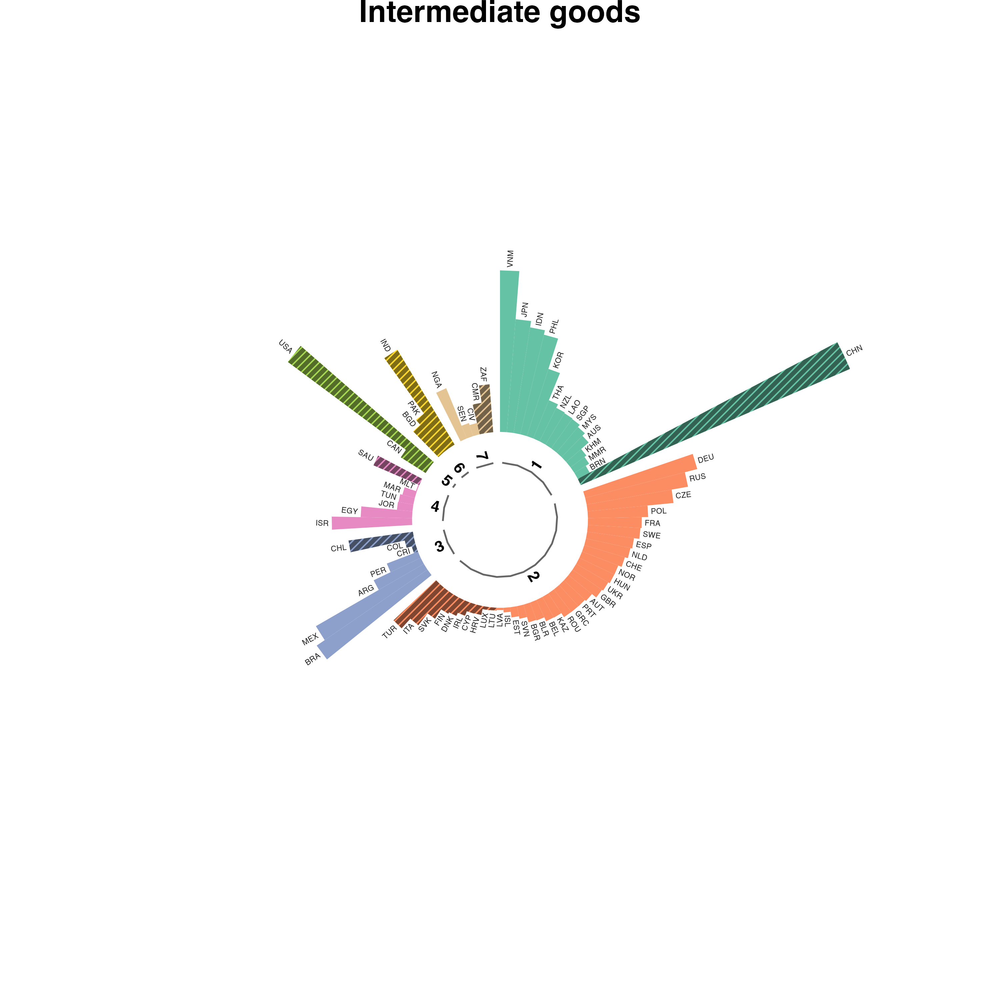 Intermediate goods
VNM
JPN
IDN
PHL
KOR
THA
NZL
LAO
SGP
MYS
AUS
KHM
MMR
BRN
CHN
DEU
RUS
CZE
POL
FRA
SWE
ESP
NLD
CHE
NOR
HUN
UKR
GBR
AUT
PRT
GRC
ROU
KAZ
BEL
BLR
BGR
SVN
EST
ISL
LVA
LTU
LUX
HRV
CYP
IRL
DNK
FIN
SVK
ITA
TUR
BRA
MEX
ARG
PER
CRI
COL
CHL
ISR
EGY
JOR
TUN
MAR
MLT
SAU
CAN
USA
BGD
PAK
IND
NGA
SEN
CIV
CMR
ZAF
1
2
3
4
5
6
7